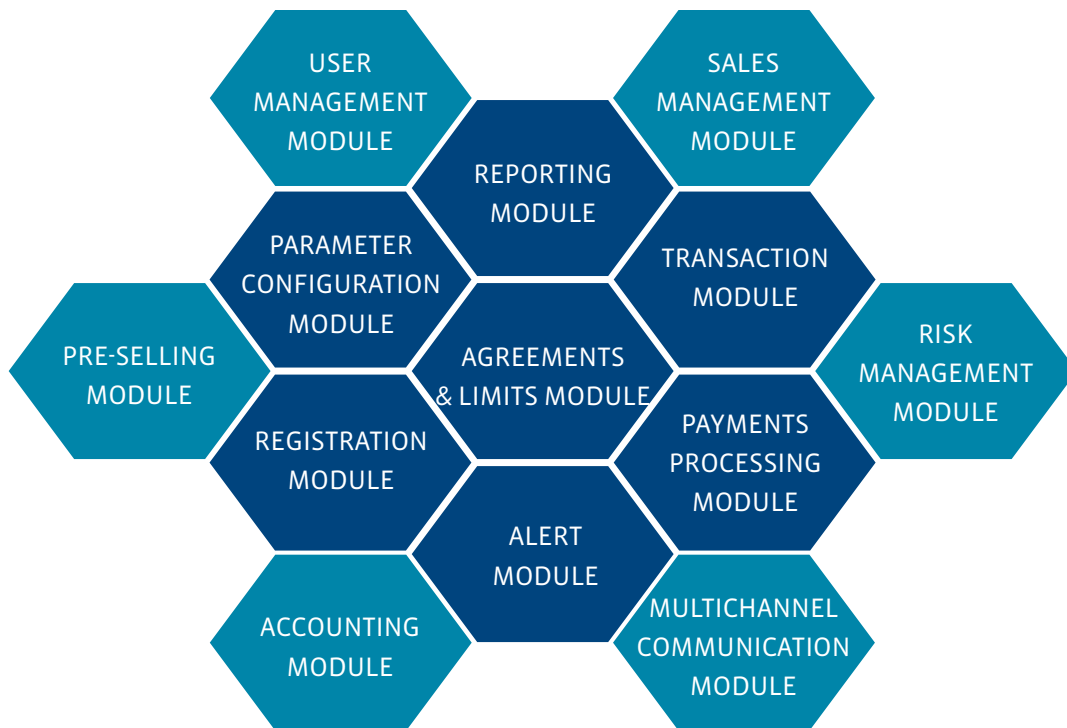 USER
MANAGEMENT
MODULE
SALES
MANAGEMENT
MODULE
REPORTING
MODULE
PARAMETER
CONFIGURATION
MODULE
TRANSACTION
MODULE
PRE-SELLING
MODULE
AGREEMENTS
& LIMITS MODULE
RISK
MANAGEMENT
MODULE
REGISTRATION
MODULE
PAYMENTS
PROCESSING
MODULE
ALERT
MODULE
ACCOUNTING
MODULE
MULTICHANNEL
COMMUNICATION
MODULE